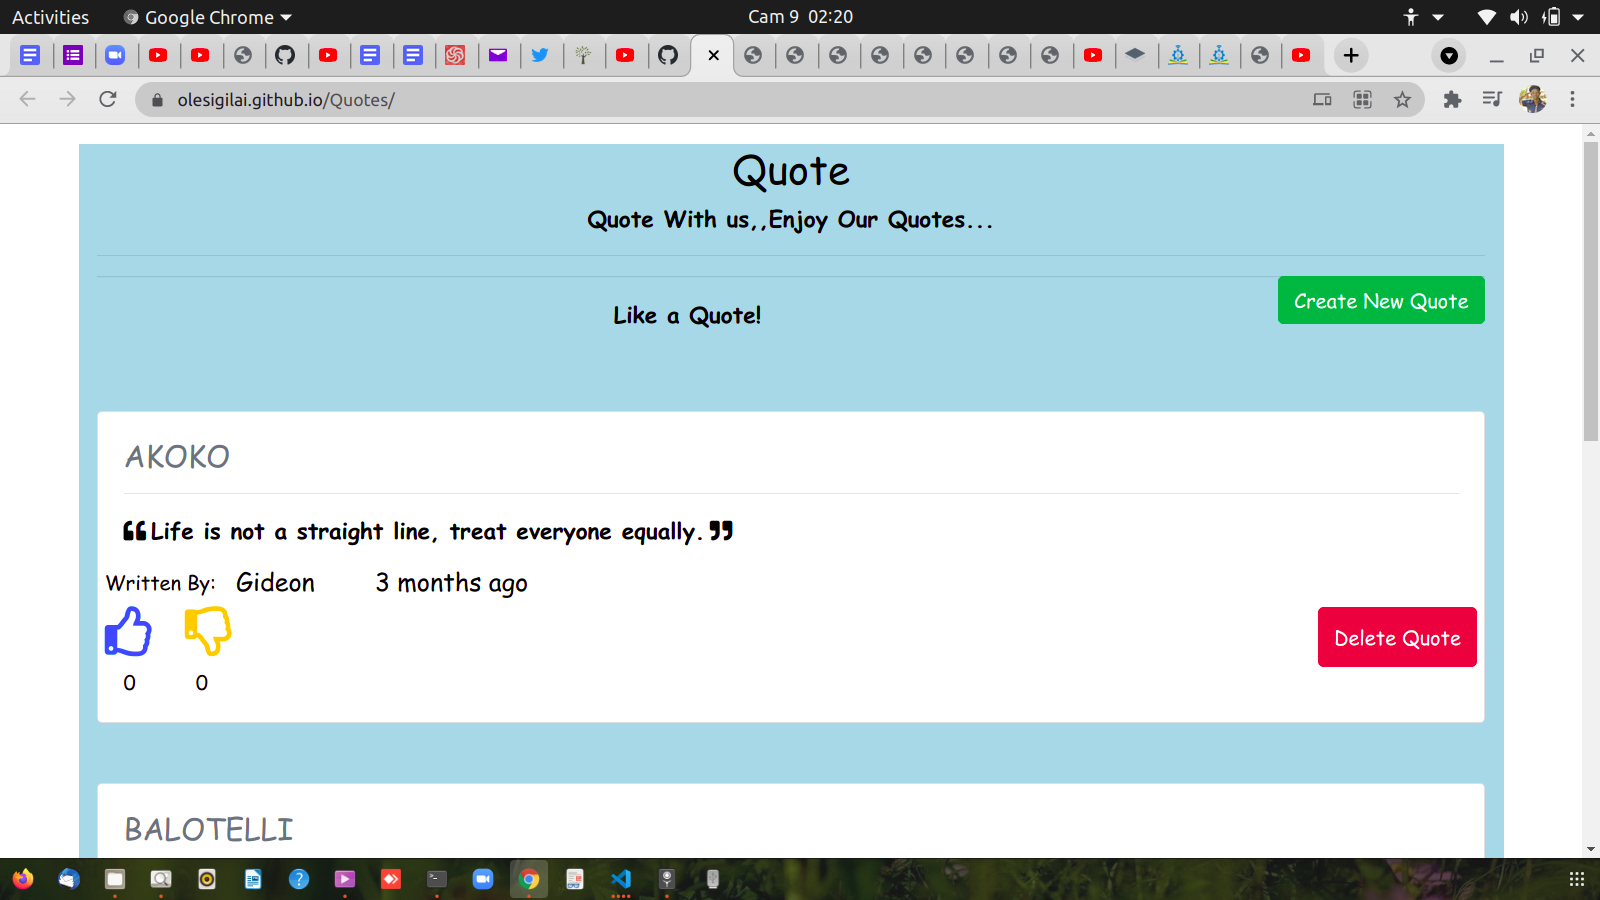 Activities Google Chrome Cam 9 02:20
olesigilai.github.io/Quotes/
Quote
Quote With us,,Enjoy Our Quotes...
Create New Quote
Like a Quote!
AKOKO
Life is not a straight line, treat everyone equally.
Written By: Gideon 3 months ago
Delete Quote
0 0
BALOTELLI